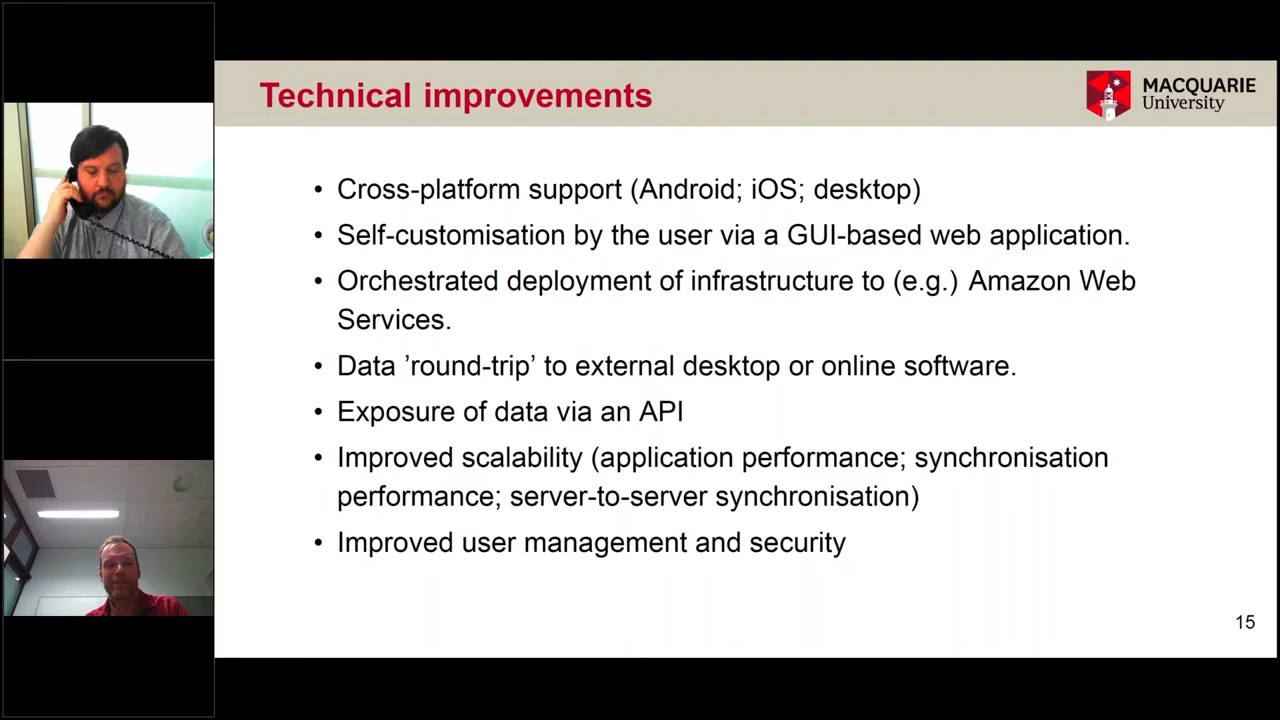 Technical improvements
MACQUARIE
University
• Cross-platform support (Android; iOS; desktop)
• Self-customisation by the user via a GUI-based web application.
• Orchestrated deployment of infrastructure to (e.g.) Amazon Web
Services.
• Data ’round-trip’ to external desktop or online software.
• Exposure of data via an API
• Improved scalability (application performance; synchronisation
performance; server-to-server synchronisation)
• Improved user management and security
15